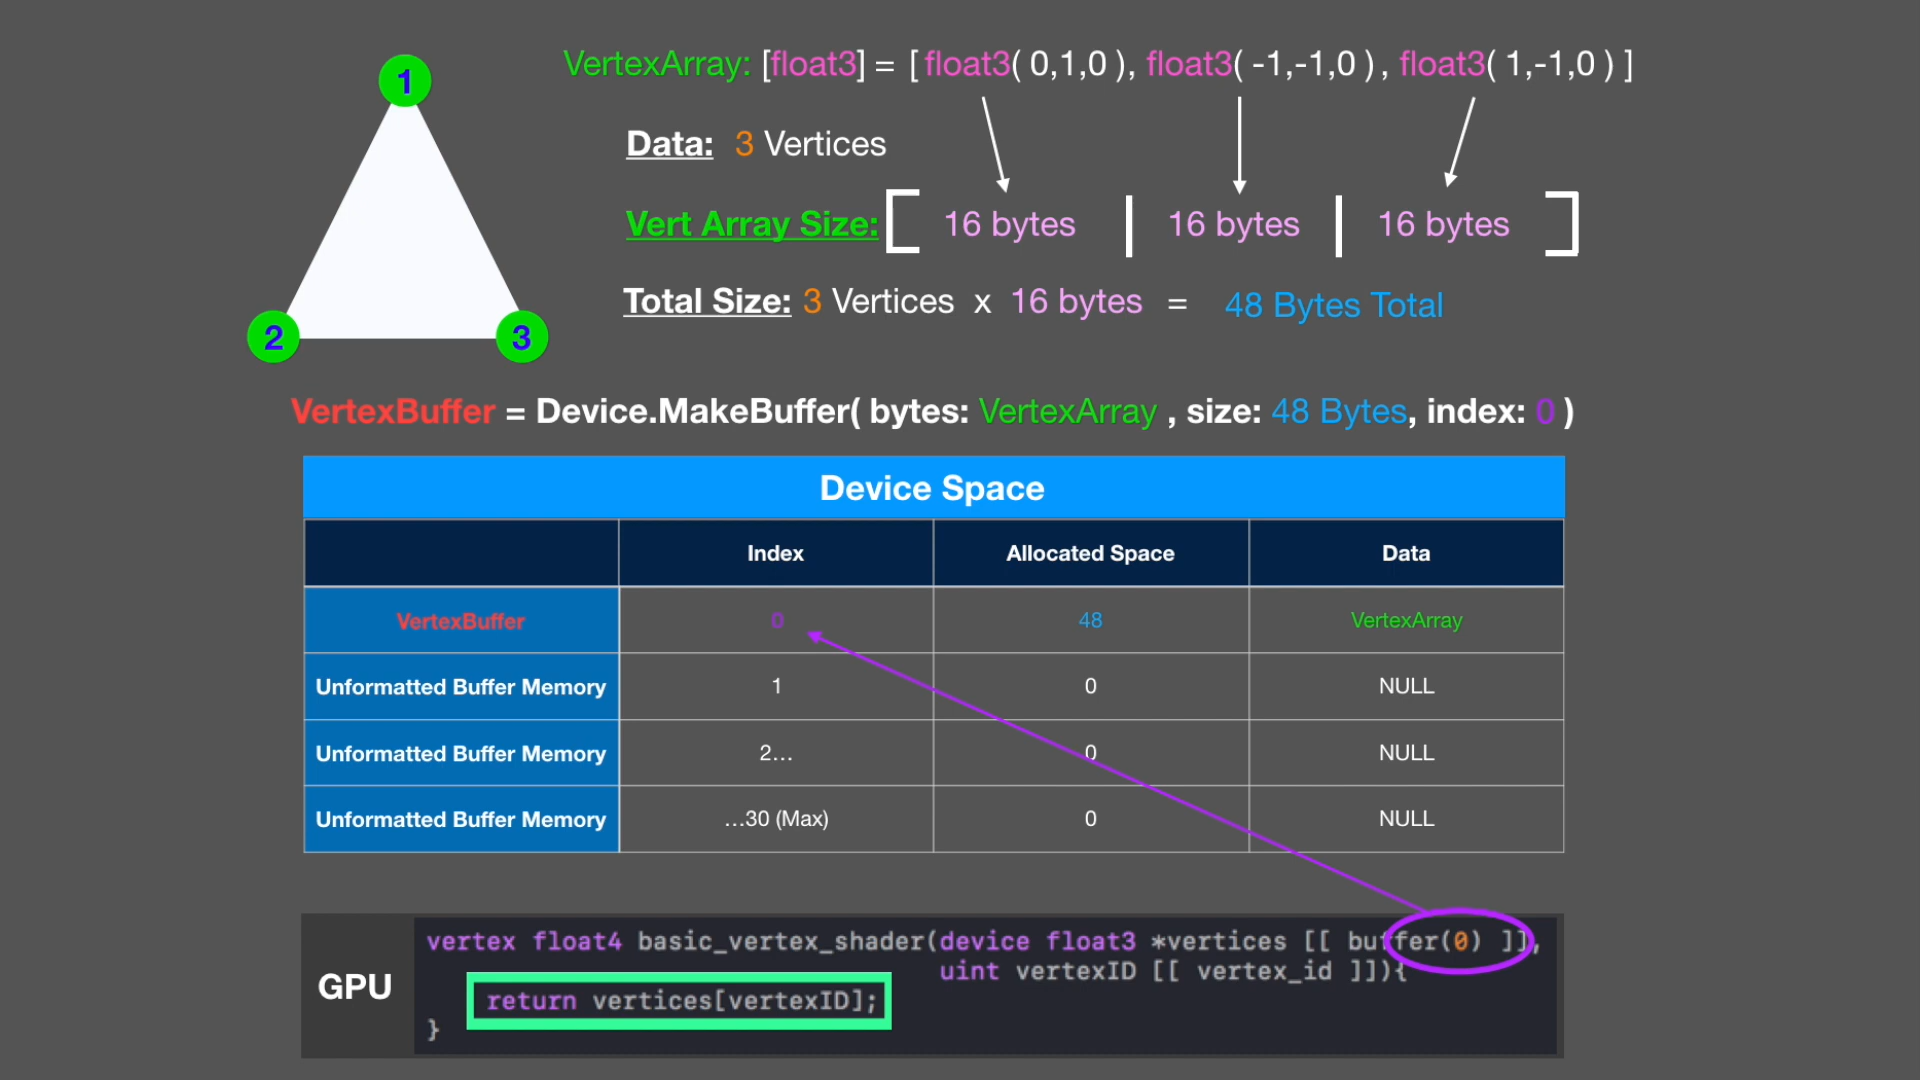 VertexArray: [float3] = [ float3( 0,1,0 ), float3( -1,-1,0 ) , float3( 1,-1,0 ) ]
1
Data: 3 Vertices
Vert Array Size: [ 16 bytes | 16 bytes | 16 bytes ]
Total Size: 3 Vertices x 16 bytes = 48 Bytes Total
2 3
VertexBuffer = Device.MakeBuffer( bytes: VertexArray , size: 48 Bytes, index: 0 )
Device Space
Index Allocated Space Data
VertexBuffer 0 48 VertexArray
Unformatted Buffer Memory 1 0 NULL
Unformatted Buffer Memory 2... 0 NULL
Unformatted Buffer Memory ...30 (Max) 0 NULL
GPU
vertex float4 basic_vertex_shader(device float3 *vertices [[ buffer(0) ]],
uint vertexID [[ vertex_id ]]){
return vertices[vertexID];
}